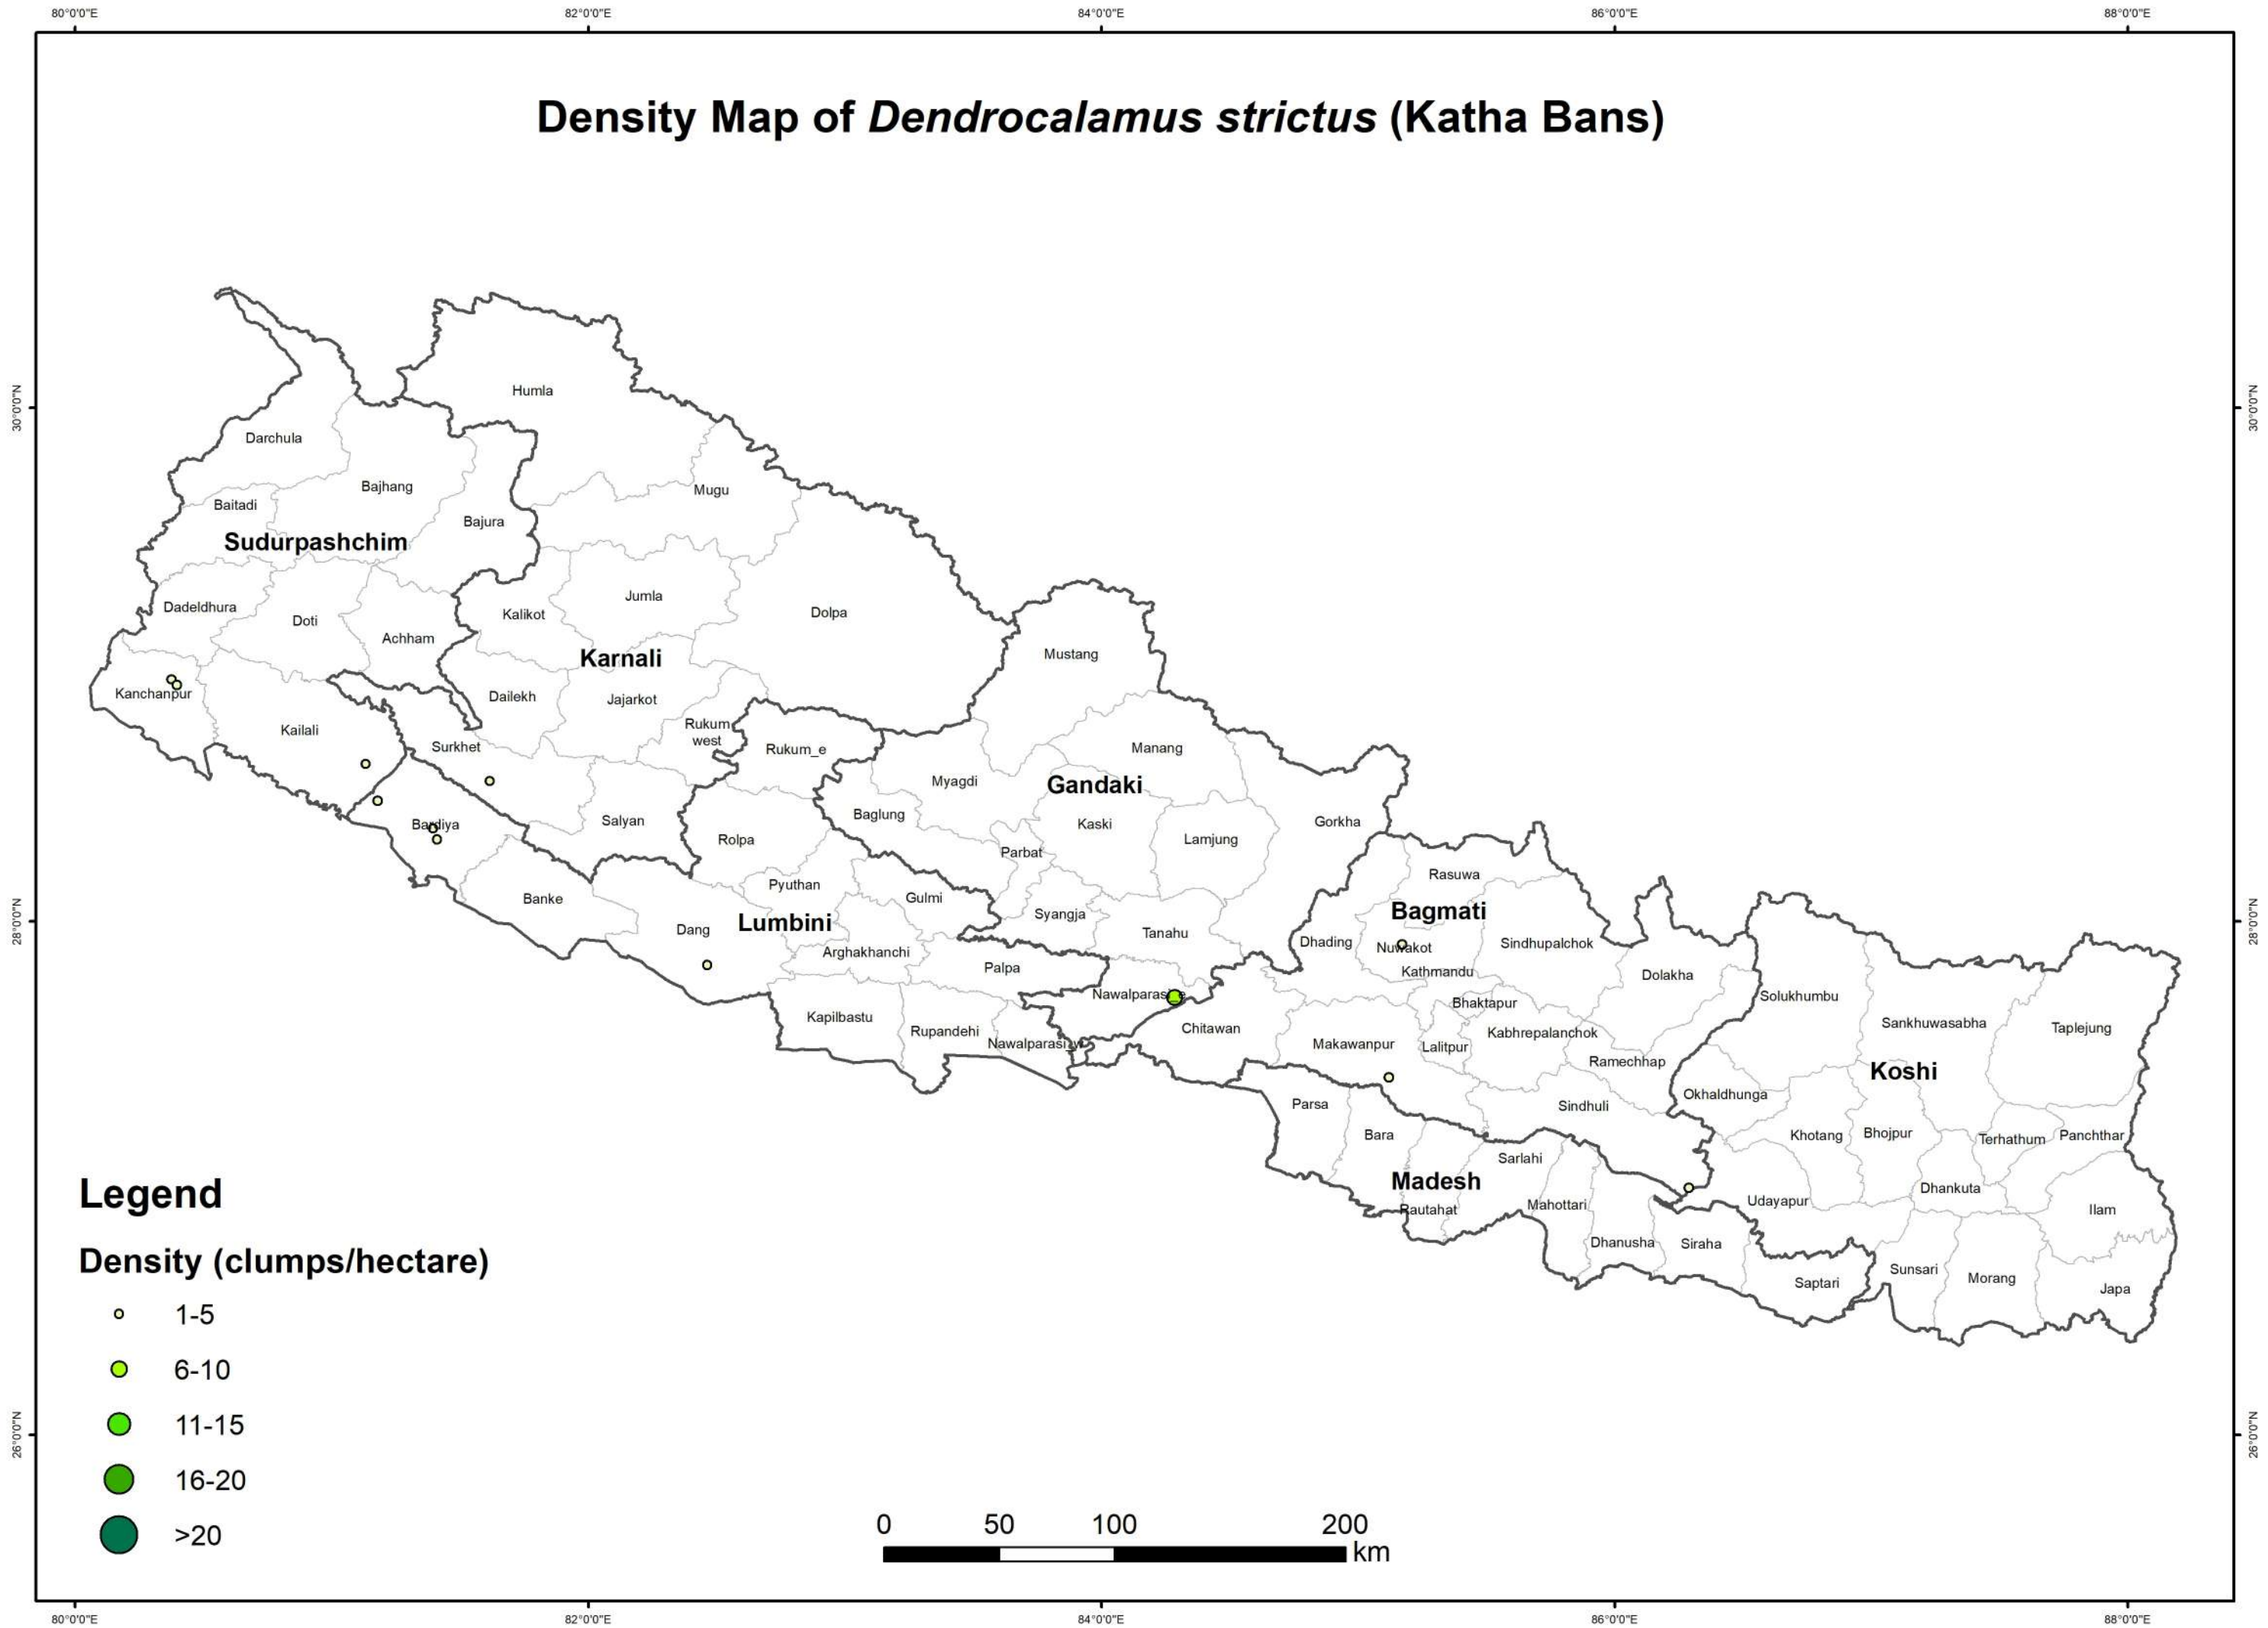 80°0'0"E
82°0'0"E
84°0'0"E
86°0'0"E
88°0'0"E
Density Map of Dendrocalamus strictus (Katha Bans)
30°0'0"N
30°0'0"N
28°0'0"N
28°0'0"N
26°0'0"N
26°0'0"N
Humla
Darchula
Bajhang
Mugu
Baitadi
Bajura
Sudurpashchim
Jumla
Dadeldhura
Kalikot
Dolpa
Doti
Achham
Karnali
Mustang
Kanchanpur
Dailekh
Jajarkot
Kailali
Rukum
west
Surkhet
Rukum_e
Manang
Myagdi
Gandaki
Baglung
Salyan
Bardiya
Kaski
Gorkha
Rolpa
Lamjung
Parbat
Rasuwa
Pyuthan
Banke
Gulmi
Syangja
Bagmati
Lumbini
Dang
Tanahu
Dhading
Nuwakot
Sindhupalchok
Arghakhanchi
Palpa
Kathmandu
Dolakha
Nawalparasi_e
Bhaktapur
Solukhumbu
Kapilbastu
Rupandehi
Nawalparasi_w
Chitawan
Makawanpur
Lalitpur
Kabhrepalanchok
Ramechhap
Sankhuwasabha
Taplejung
Koshi
Okhaldhunga
Parsa
Sindhuli
Bara
Khotang
Bhojpur
Terhathum
Panchthar
Sarlahi
Madesh
Dhankuta
Rautahat
Mahottari
Udayapur
Ilam
Dhanusha
Siraha
Sunsari
Morang
Saptari
Japa
Legend
Density (clumps/hectare)
1-5
6-10
11-15
16-20
>20
0 50 100 200
km
80°0'0"E
82°0'0"E
84°0'0"E
86°0'0"E
88°0'0"E